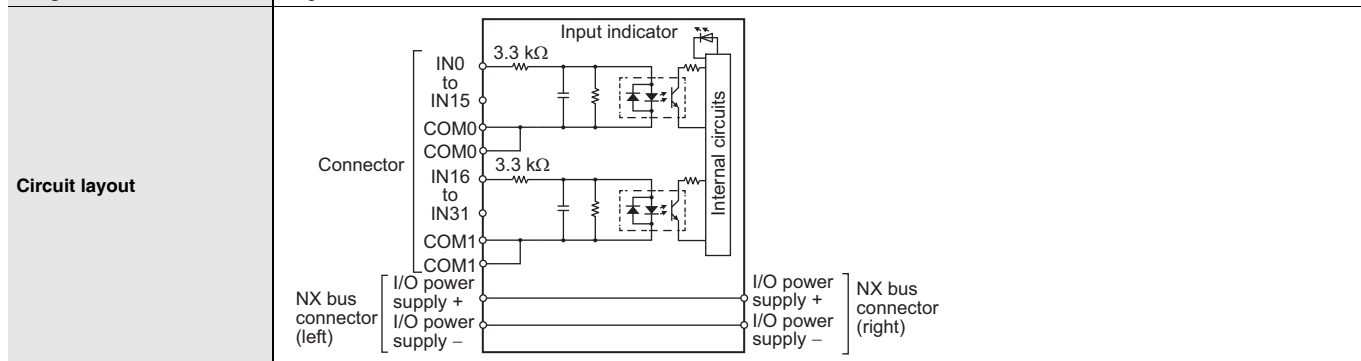 Circuit layout
Input indicator
Connector
IN0
to
IN15
COM0
COM0
3.3 kΩ
IN16
to
IN31
COM1
COM1
3.3 kΩ
Internal circuits
NX bus
connector
(left)
I/O power
supply +
I/O power
supply −
I/O power
supply +
I/O power
supply −
NX bus
connector
(right)